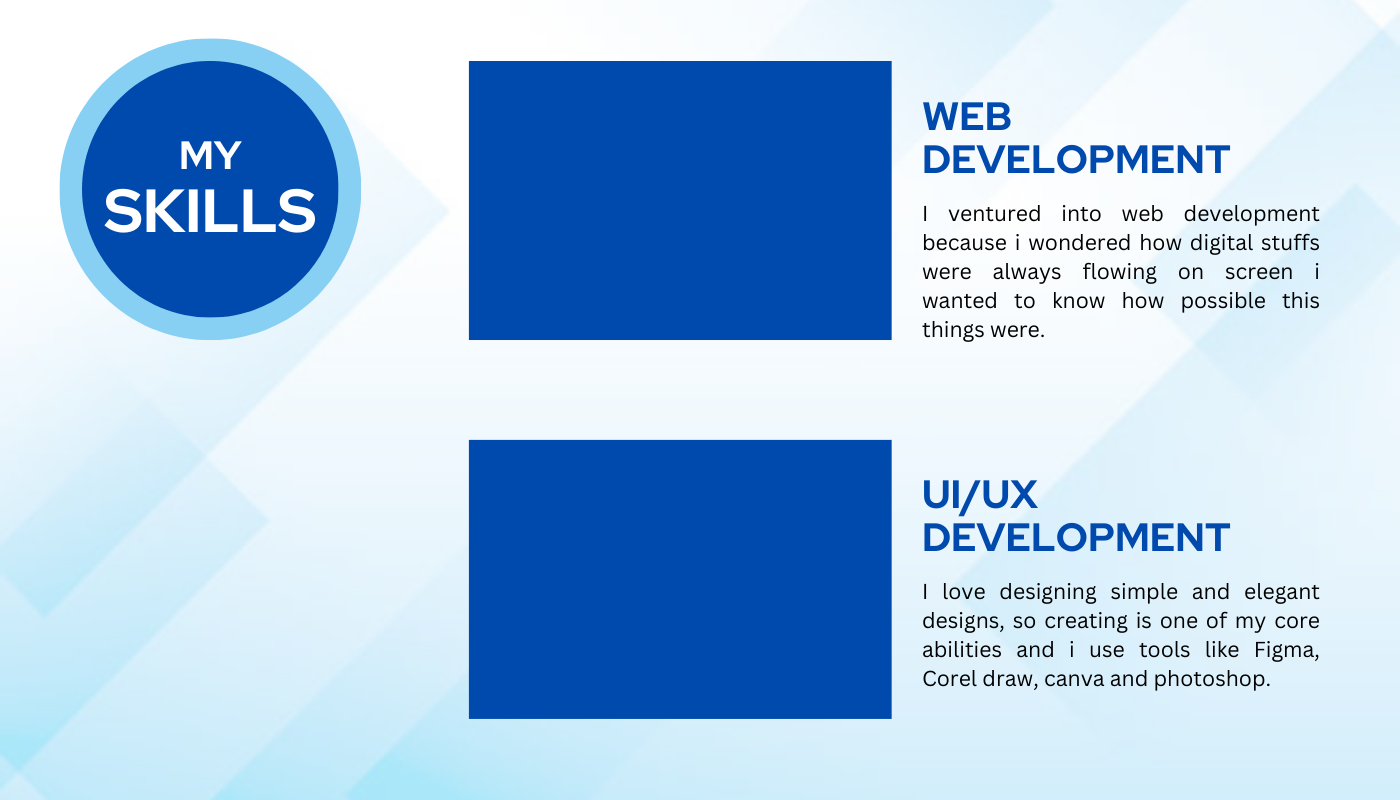 MY
SKILLS
WEB
DEVELOPMENT
I ventured into web development
because i wondered how digital stuffs
were always flowing on screen i
wanted to know how possible this
things were.
UI/UX
DEVELOPMENT
I love designing simple and elegant
designs, so creating is one of my core
abilities and i use tools like Figma,
Corel draw, canva and photoshop.